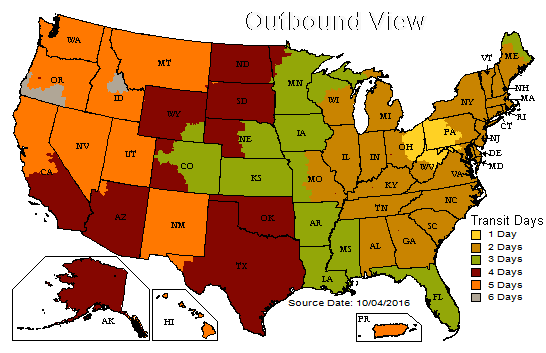 Outbound View
WA
MT
ND
MN
ME
VT
NH
MA
RI
CT
NJ
DE
MD
OR
ID
WY
SD
WI
MI
NY
PA
NE
IA
IL
IN
OH
WV
VA
CA
NV
UT
CO
KS
MO
KY
NC
TN
SC
AZ
NM
OK
AR
TX
LA
MS
AL
GA
FL
AK
HI
PR
Source Date: 10/04/2016
Transit Days
1 Day
2 Days
3 Days
4 Days
5 Days
6 Days